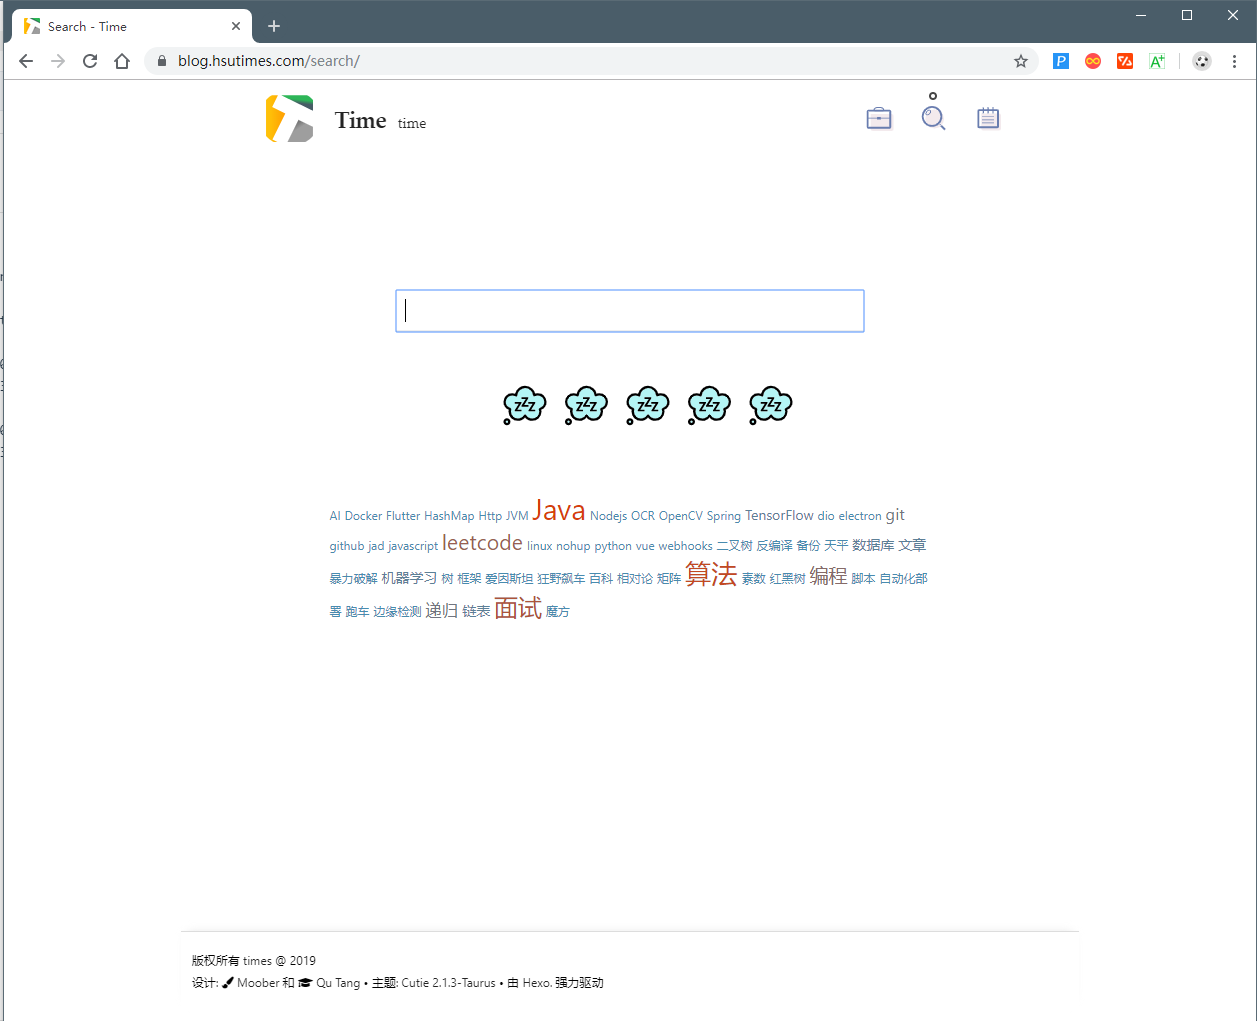 Search - Time
blog.hsutimes.com/search/
Time time
zzz zzz zzz zzz zzz
AI Docker Flutter HashMap Http JVM Java Nodejs OCR OpenCV Spring TensorFlow dio electron git
github jad javascript leetcode linux nohup python vue webhooks 二叉树 反编译 备份 天平 数据库 文章
暴力破解 机器学习 树 框架 爱因斯坦 狂野飙车 百科 相对论 矩阵 算法 素数 红黑树 编程 脚本 自动化部
署 跑车 边缘检测 递归 链表 面试 魔方
版权所有 times @ 2019
设计: Moober 和 Qu Tang • 主题: Cutie 2.1.3-Taurus • 由 Hexo. 强力驱动